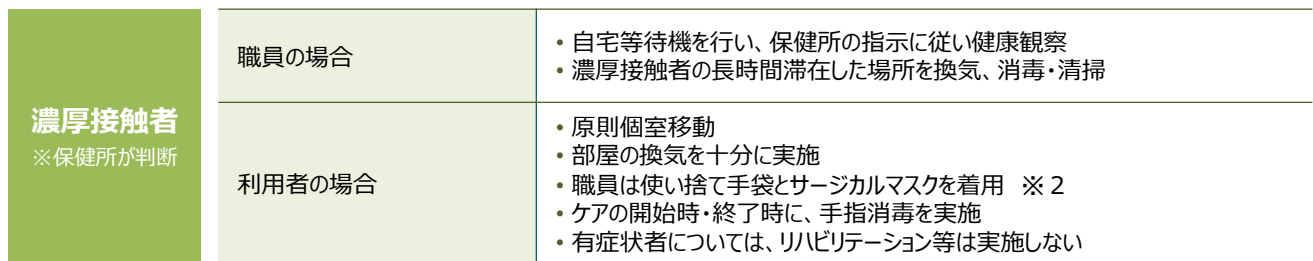 濃厚接触者
※保健所が判断
職員の場合
• 自宅等待機を行い、保健所の指示に従い健康観察
• 濃厚接触者の長時間滞在した場所を換気、消毒・清掃
利用者の場合
• 原則個室移動
• 部屋の換気を十分に実施
• 職員は使い捨て手袋とサージカルマスクを着用 ※2
• ケアの開始時・終了時に、手指消毒を実施
• 有症状者については、リハビリテーション等は実施しない